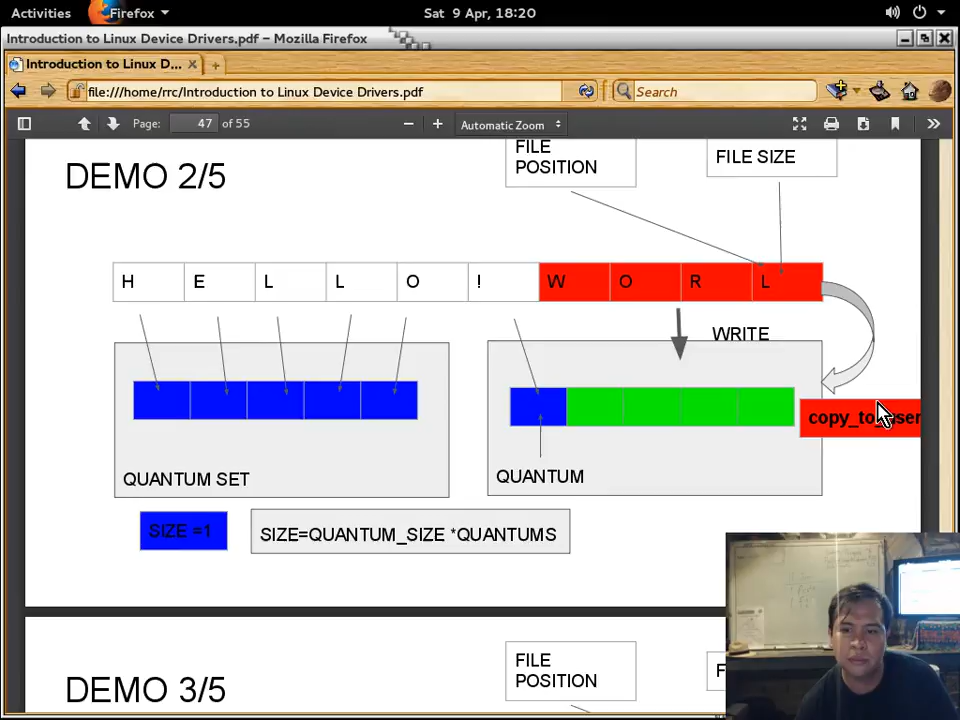 Activities Firefox Sat 9 Apr, 18:20
Introduction to Linux Device Drivers.pdf – Mozilla Firefox
Introduction to Linux D...
file:///home/rrc/Introduction to Linux Device Drivers.pdf Search
Page: 47 of 55 Automatic Zoom
DEMO 2/5
FILE
POSITION
FILE SIZE
H E L L O ! W O R L
WRITE
copy_to_user
QUANTUM SET
QUANTUM
SIZE =1
SIZE=QUANTUM_SIZE *QUANTUMS
DEMO 3/5
FILE
POSITION
F